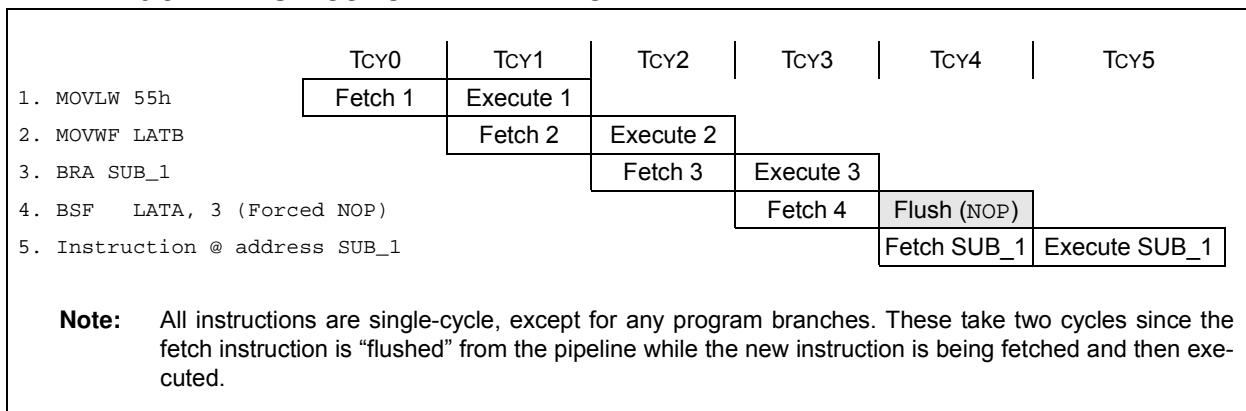 TCY0 TCY1 TCY2 TCY3 TCY4 TCY5
1. MOVLW 55h Fetch 1 Execute 1
2. MOVWF LATB Fetch 2 Execute 2
3. BRA SUB_1 Fetch 3 Execute 3
4. BSF LATA, 3 (Forced NOP) Fetch 4 Flush (NOP)
5. Instruction @ address SUB_1 Fetch SUB_1 Execute SUB_1
Note: All instructions are single-cycle, except for any program branches. These take two cycles since the
fetch instruction is “flushed” from the pipeline while the new instruction is being fetched and then exe-
cuted.